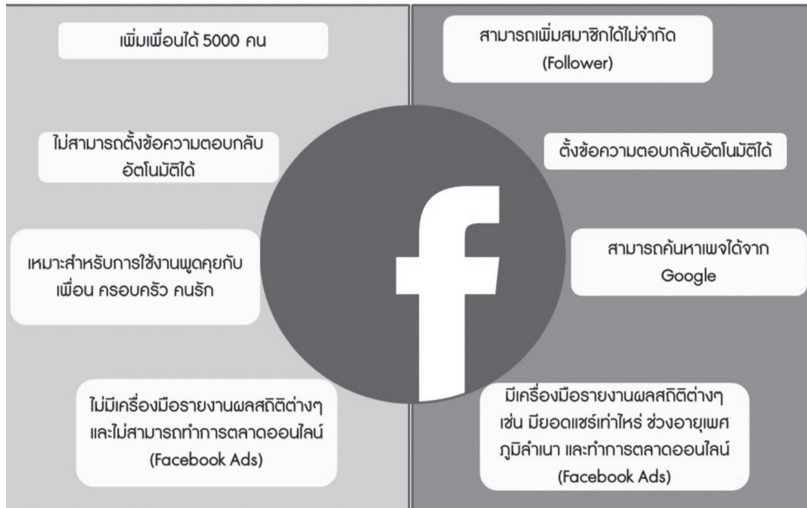 เพิ่มเพื่อนได้ 5000 คน
ไม่สามารถตั้งข้อความตอบกลับ
อัตโนมัติได้
เหมาะสำหรับการใช้งานพูดคุยกับ
เพื่อน ครอบครัว คนรัก
ไม่มีเครื่องมือรายงานผลสถิติต่างๆ
และไม่สามารถทำการตลาดออนไลน์
(Facebook Ads)
สามารถเพิ่มสมาชิกได้ไม่จำกัด
(Follower)
ตั้งข้อความตอบกลับอัตโนมัติได้
สามารถค้นหาเพจได้จาก
Google
มีเครื่องมือรายงานผลสถิติต่างๆ
เช่น มียอดแชร์เท่าไหร่ ช่วงอายุเพศ
ภูมิลำเนา และทำการตลาดออนไลน์
(Facebook Ads)
f